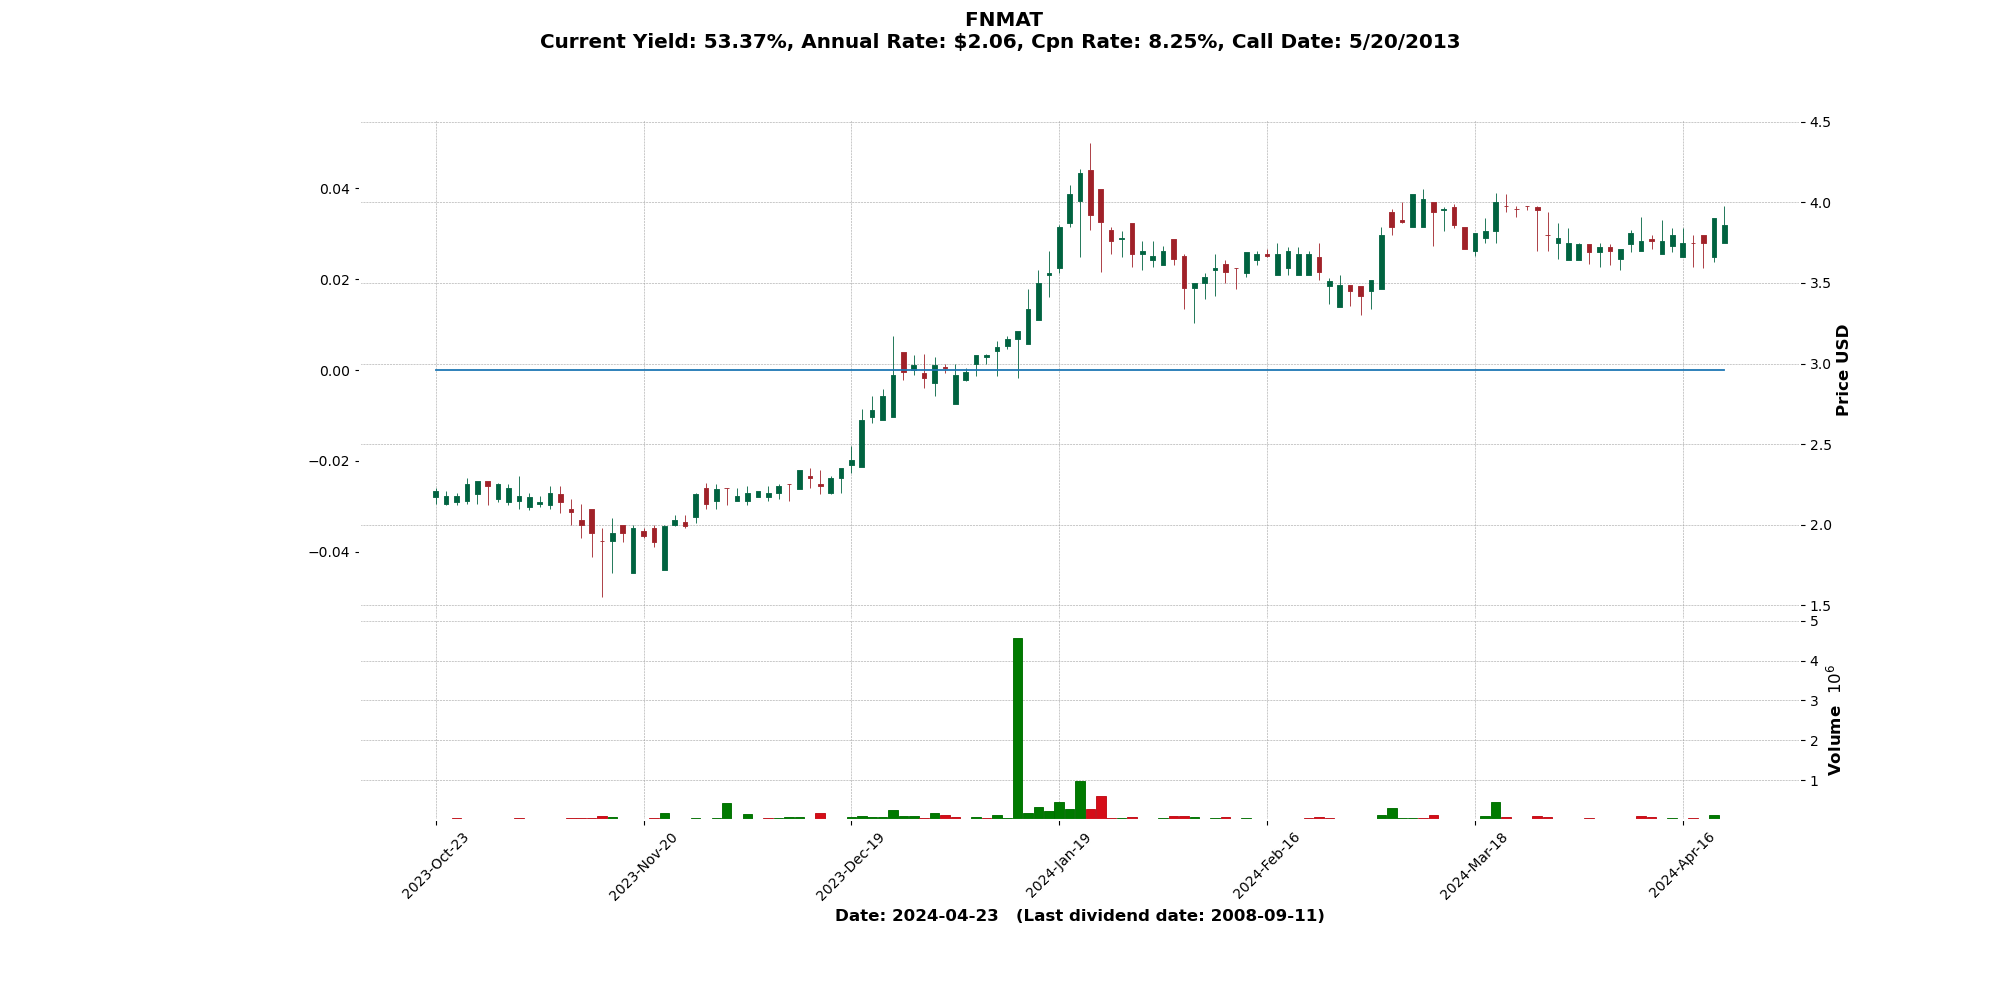 FNMAT
Current Yield: 53.37%, Annual Rate: $2.06, Cpn Rate: 8.25%, Call Date: 5/20/2013
4.5
0.04
4.0
0.02
3.5
0.00
3.0
Price USD
2.5
−0.02
2.0
−0.04
1.5
5
4
3
2
1
Volume 10^6
2023-Oct-23
2023-Nov-20
2023-Dec-19
2024-Jan-19
2024-Feb-16
2024-Mar-18
2024-Apr-16
Date: 2024-04-23 (Last dividend date: 2008-09-11)